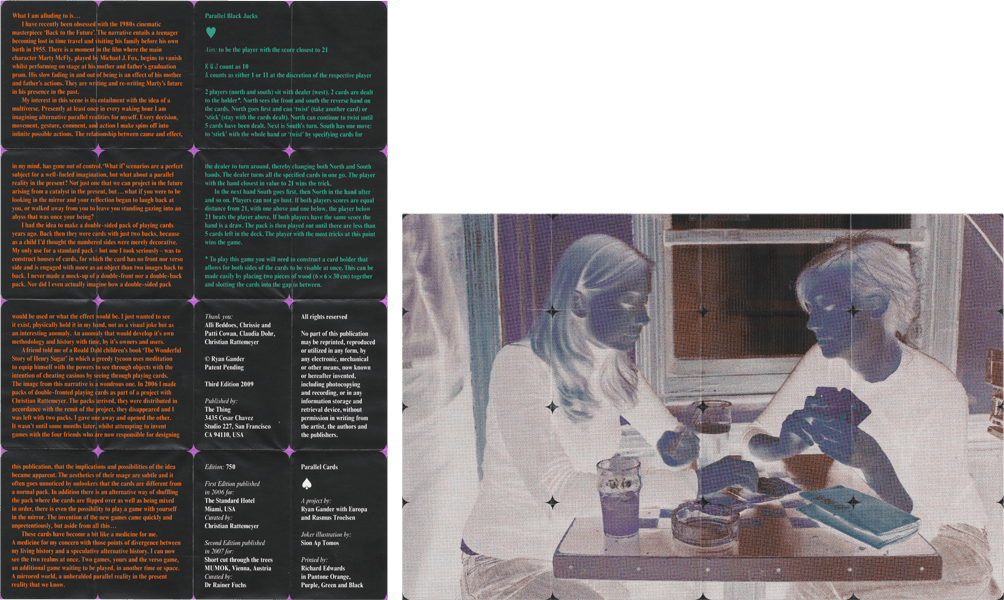 What I am alluding to is…
I have recently been obsessed with the 1980s cinematic
masterpiece 'Back to the Future'. The narrative entails a teenager
becoming lost in time travel and visiting his family before his own
birth in 1955. There is a moment in the film where the main
character Marty McFly, played by Michael J. Fox, begins to vanish
whilst performing on stage at his mother and father's graduation
prom. His slow fading in and out of being is an effect of his mother
and father's actions. They are writing and re-writing Marty's future
in his presence in the past.
My interest in this scene is its entailment with the idea of a
multiverse. Presently at least once in every waking hour I am
imagining alternative parallel realities for myself. Every decision,
movement, gesture, comment, and action I make spins off into
infinite possible actions. The relationship between cause and effect,
in my mind, has gone out of control. 'What if' scenarios are a perfect
subject for a well-fueled imagination, but what about a parallel
reality in the present? Not just one that we can project in the future
arising from a catalyst in the present, but…what if you were to be
looking in the mirror and your reflection began to laugh back at
you, or walked away from you to leave you standing gazing into an
abyss that was once your being?
I had the idea to make a double-sided pack of playing cards
years ago. Back then they were cards with just two backs, because
as a child I'd thought the numbered sides were merely decorative.
My only use for a standard pack – but one I took seriously – was to
construct houses of cards, for which the card has no front nor verso
side and is engaged with more as an object than two images back to
back. I never made a mock-up of a double-front nor a double-back
pack. Nor did I even actually imagine how a double-sided pack
would be used or what the effect would be. I just wanted to see
it exist, physically hold it in my hand, not as a visual joke but as
an interesting anomaly. An anomaly that would develop it's own
methodology and history with time, by it's owners and users.
A friend told me of a Roald Dahl children's book 'The Wonderful
Story of Henry Sugar' in which a greedy tycoon uses meditation
to equip himself with the powers to see through objects with the
intention of cheating casinos by seeing through playing cards.
The image from this narrative is a wondrous one. In 2006 I made
packs of double-fronted playing cards as part of a project with
Christian Rattemeyer. The packs arrived, they were distributed in
accordance with the remit of the project, they disappeared and I
was left with two packs. I gave one away and opened the other.
It wasn't until some months later, whilst attempting to invent
games with the four friends who are now responsible for designing
this publication, that the implications and possibilities of the idea
became apparent. The aesthetics of their usage are subtle and it
often goes unnoticed by onlookers that the cards are different from
a normal pack. In addition there is an alternative way of shuffling
the pack where the cards are flipped over as well as being mixed
in order, there is even the possibility to play a game with yourself
in the mirror. The invention of the new games came quickly and
unpretentiously, but aside from all this…
These cards have become a bit like a medicine for me.
A medicine for my concern with those points of divergence between
my living history and a speculative alternative history. I can now
see the two realms at once. Two games, yours and the verso game,
an additional game waiting to be played, in another time or space.
A mirrored world, a unheralded parallel reality in the present
reality that we know.
Parallel Black Jacks
Aim: to be the player with the score closest to 21
K Q J count as 10
A counts as either 1 or 11 at the discretion of the respective player
2 players (north and south) sit with dealer (west), 2 cards are dealt
to the holder*. North sees the front and south the reverse hand on
the cards. North goes first and can 'twist' (take another card) or
'stick' (stay with the cards dealt). North can continue to twist until
5 cards have been dealt. Next is South's turn. South has one move:
to 'stick' with the whole hand or 'twist' by specifying cards for
the dealer to turn around, thereby changing both North and South
hands. The dealer turns all the specified cards in one go. The player
with the hand closest in value to 21 wins the trick.
In the next hand South goes first, then North in the hand after
and so on. Players can not go bust. If both players scores are equal
distance from 21, with one above and one below, the player below
21 beats the player above. If both players have the same score the
hand is a draw. The pack is then played out until there are less than
5 cards left in the deck. The player with the most tricks at this point
wins the game.
* To play this game you will need to construct a card holder that
allows for both sides of the cards to be visable at once. This can be
made easily by placing two pieces of wood (6 × 6 × 30 cm) together
and slotting the cards into the gap in between.
Thank you:
Alli Beddoes, Chrissie and
Patti Cowan, Claudia Dohr,
Christian Rattemeyer
© Ryan Gander
Patent Pending
Third Edition 2009
Published by:
The Thing
3435 Cesar Chavez
Studio 227, San Francisco
CA 94110, USA
All rights reserved
No part of this publication
may be reprinted, reproduced
or utilized in any form, by
any electronic, mechanical
or other means, now known
or hereafter invented,
including photocopying
and recording, or in any
information storage and
retrieval device, without
permission in writing from
the artist, the authors and
the publishers.
Edition: 750
First Edition published
in 2006 for:
The Standard Hotel
Miami, USA
Curated by:
Christian Rattemeyer
Second Edition published
in 2007 for:
Short cut through the trees
MUMOK, Vienna, Austria
Curated by:
Dr Rainer Fuchs
Parallel Cards
A project by:
Ryan Gander with Europa
and Rasmus Troelsen
Joker illustration by:
Sion Ap Tomos
Printed by:
Richard Edwards
in Pantone Orange,
Purple, Green and Black